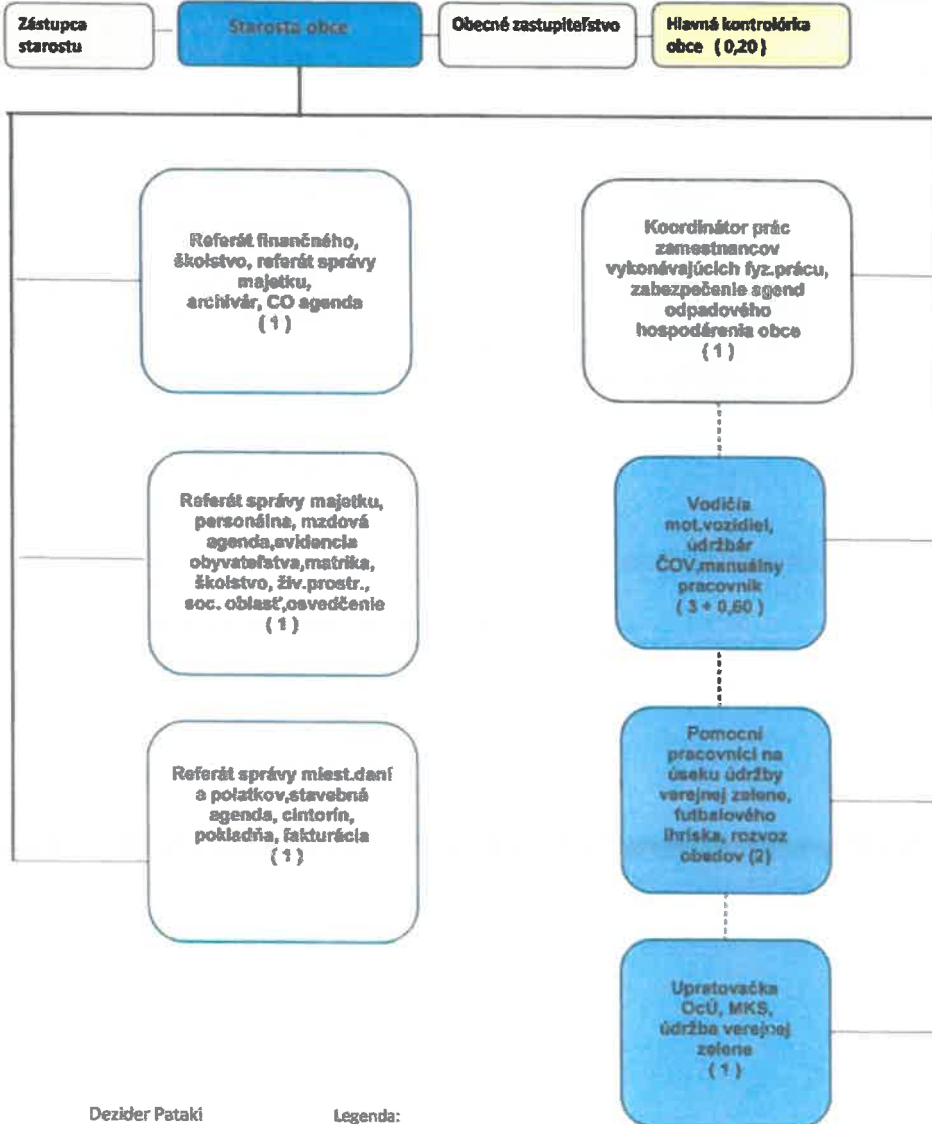 Zástupca
starostu
Starosta obce
Obecné zastupiteľstvo
Hlavná kontrolórka
obce ( 0,20 )
Referát finančného,
školstvo, referát správy
majetku,
archivár, CO agenda
( 1 )
Koordinátor prác
zamestnancov
vykonávajúcich fyz.prácu,
zabezpečenie agend
odpadového
hospodárenia obce
( 1 )
Referát správy majetku,
personálna, mzdová
agenda,evidencia
obyvateľstva,matrika,
školstvo, živ.prostr.,
soc. oblasť,osvedčenie
( 1 )
Vodičia
mot.vozidiel,
údržbár
ČOV,manuálny
pracovník
( 3 + 0,60 )
Referát správy miest.daní
a polatkov,stavebná
agenda, cintorín,
pokladňa, fakturácia
( 1 )
Pomocní
pracovníci na
úseku údržby
verejnej zelene,
futbalového
ihriska, rozvoz
obedov (2)
Upratovačka
OcÚ, MKS,
údržba verejnej
zelene
( 1 )
Dezider Pataki
Legenda: